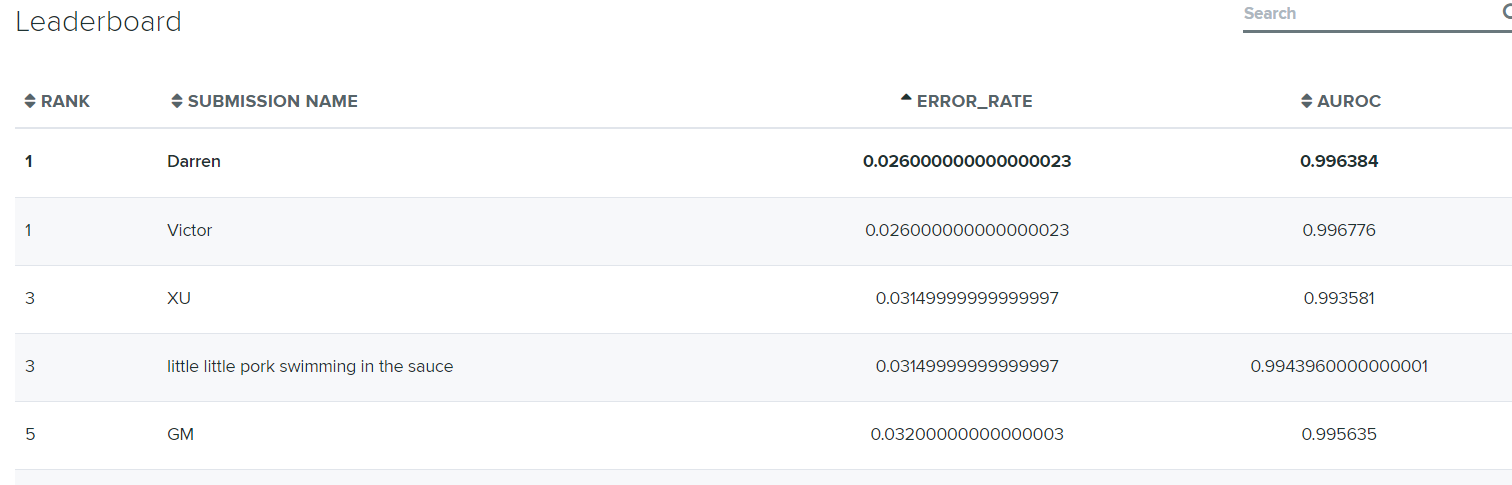 Leaderboard
Search
RANK SUBMISSION NAME ERROR_RATE AUROC
1 Darren 0.026000000000000023 0.996384
1 Victor 0.026000000000000023 0.996776
3 XU 0.03149999999999997 0.993581
3 little little pork swimming in the sauce 0.03149999999999997 0.9943960000000001
5 GM 0.03200000000000003 0.995635